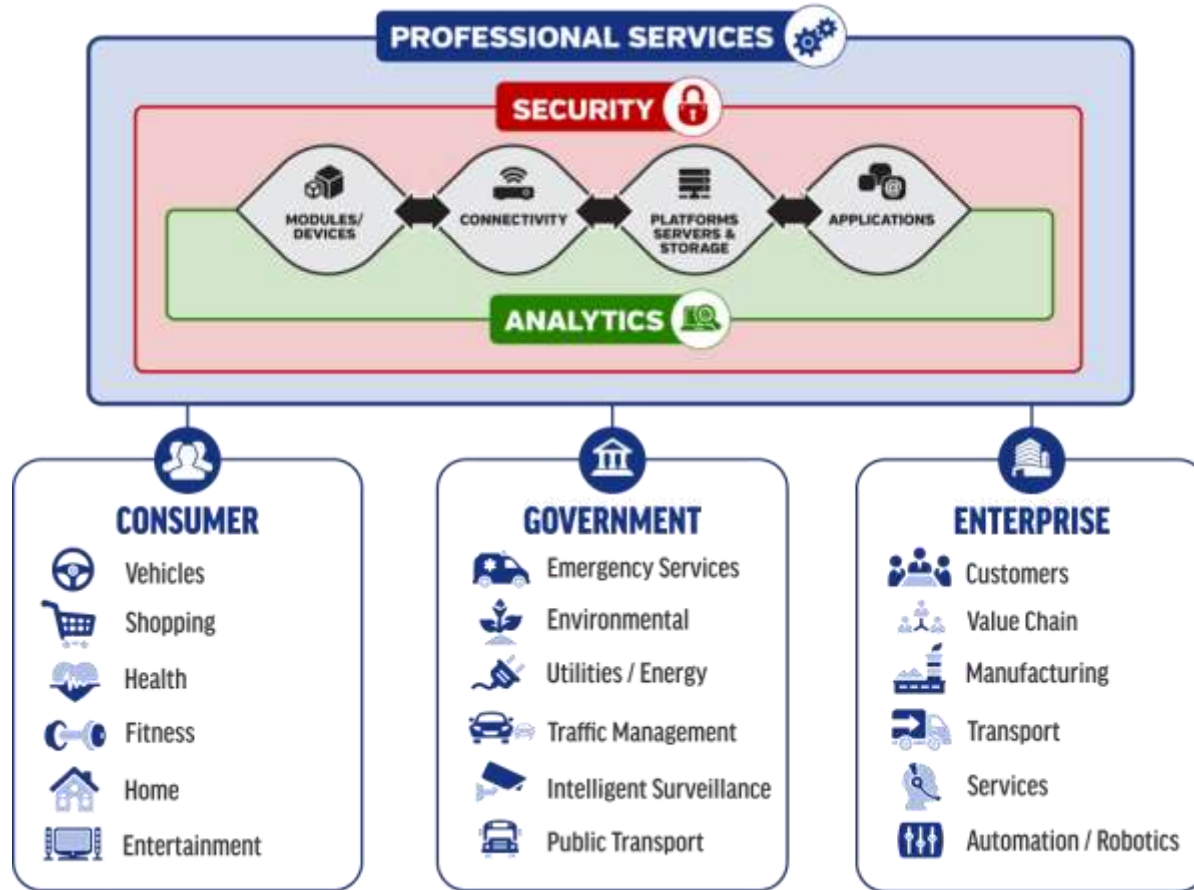 PROFESSIONAL SERVICES
SECURITY
MODULES/
DEVICES
CONNECTIVITY
PLATFORMS
SERVERS &
STORAGE
@
APPLICATIONS
ANALYTICS
CONSUMER
Vehicles
Shopping
Health
Fitness
Home
Entertainment
GOVERNMENT
Emergency Services
Environmental
Utilities / Energy
Traffic Management
Intelligent Surveillance
Public Transport
ENTERPRISE
Customers
Value Chain
Manufacturing
Transport
Services
Automation / Robotics